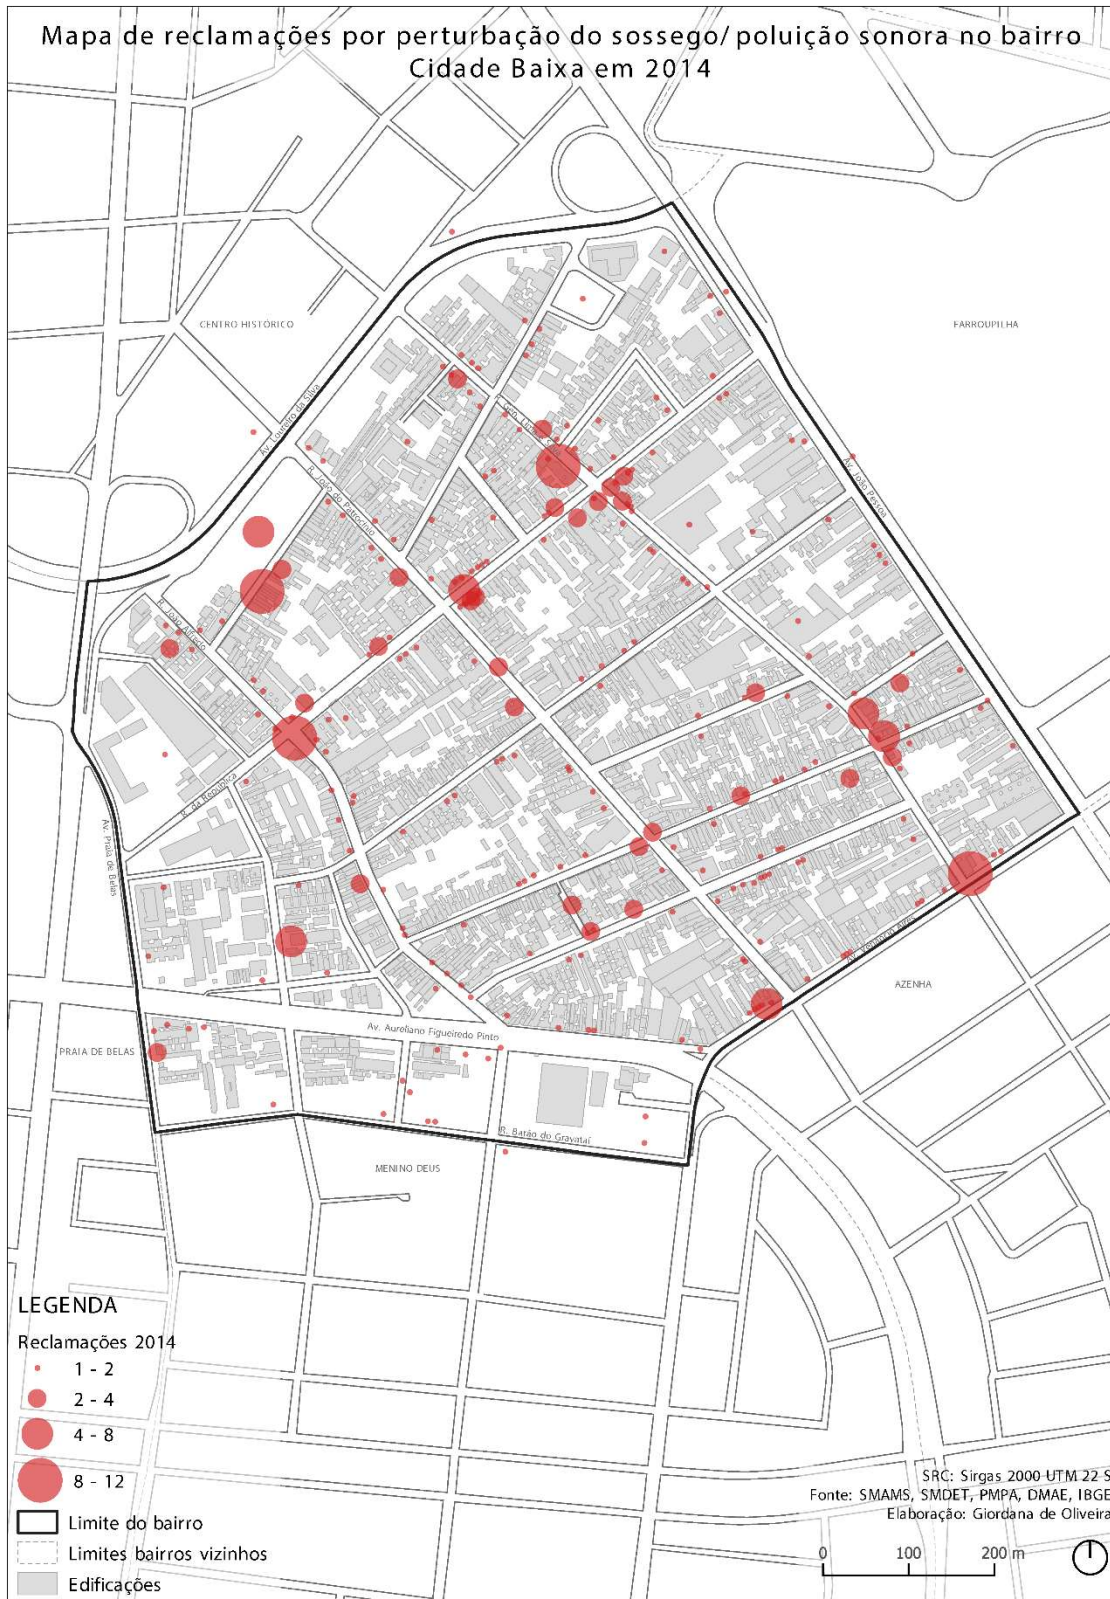 Mapa de reclamações por perturbação do sossego/poluição sonora no bairro
Cidade Baixa em 2014
CENTRO HISTÓRICO
FARROUPILHA
Av. Loureiro da Silva
Av. João Pessoa
R. João Alfredo
R. da República
Av. Praia de Belas
Av. Venâncio Aires
AZENHA
Av. Aureliano Figueiredo Pinto
PRAIA DE BELAS
R. Barão do Gravataí
MENINO DEUS
LEGENDA
Reclamações 2014
1 - 2
2 - 4
4 - 8
8 - 12
Limite do bairro
Limites bairros vizinhos
Edificações
SRC: Sirgas 2000 UTM 22 S
Fonte: SMAMS, SMDET, PMPA, DMAE, IBGE
Elaboração: Giordana de Oliveira
0 100 200 m